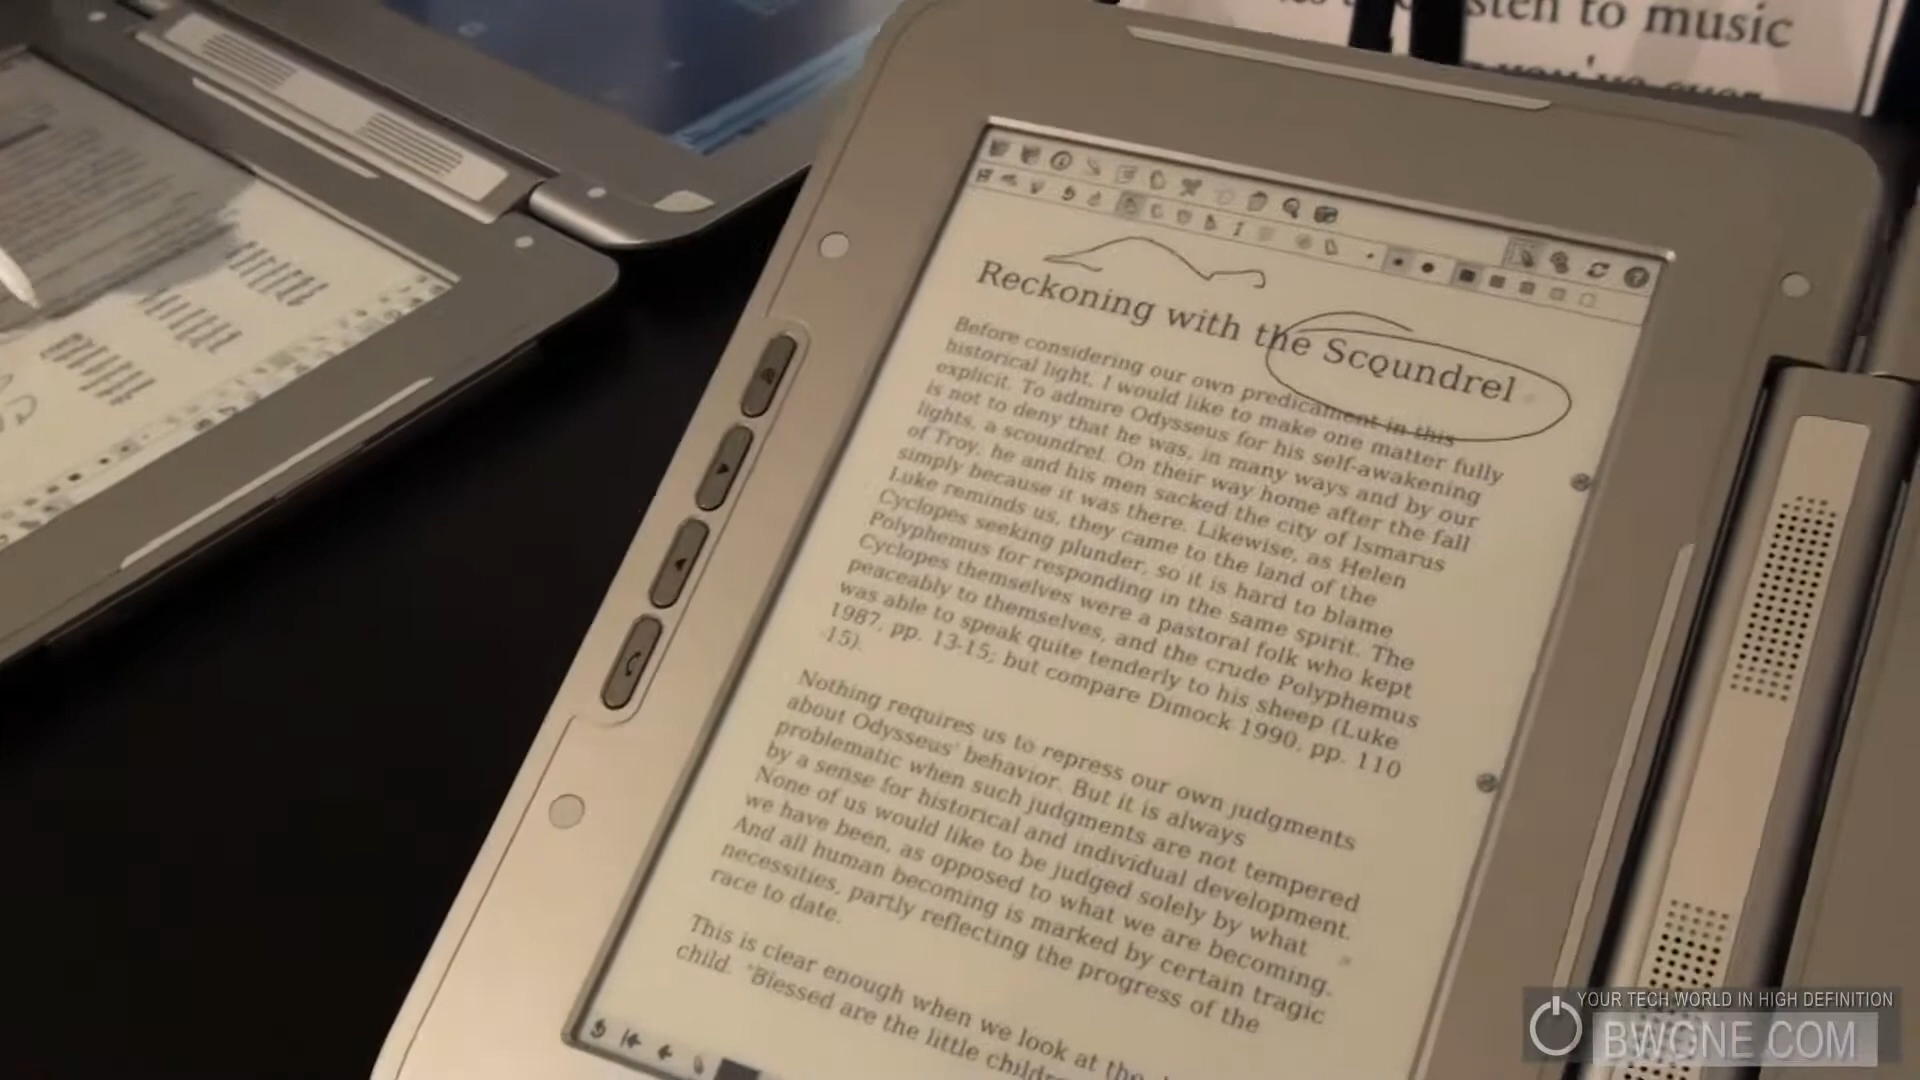 sten to music
you've ever
Reckoning with the Scoundrel
Before considering our own predicament in this
historical light, I would like to make one matter fully
explicit. To admire Odysseus for his self-awakening
is not to deny that he was, in many ways and by our
lights, a scoundrel. On their way home after the fall
of Troy, he and his men sacked the city of Ismarus
simply because it was there. Likewise, as Helen
Luke reminds us, they came to the land of the
Cyclopes seeking plunder, so it is hard to blame
Polyphemus for responding in the same spirit. The
Cyclopes themselves were a pastoral folk who kept
peaceably to themselves, and the crude Polyphemus
was able to speak quite tenderly to his sheep (Luke
1987, pp. 13-15; but compare Dimock 1990, pp. 110
-15).
Nothing requires us to repress our own judgments
about Odysseus' behavior. But it is always
problematic when such judgments are not tempered
by a sense for historical and individual development.
None of us would like to be judged solely by what
we have been, as opposed to what we are becoming.
And all human becoming is marked by certain tragic
necessities, partly reflecting the progress of the
race to date.
This is clear enough when we look at the
child. "Blessed are the little childr
YOUR TECH WORLD IN HIGH DEFINITION
BWONE.COM